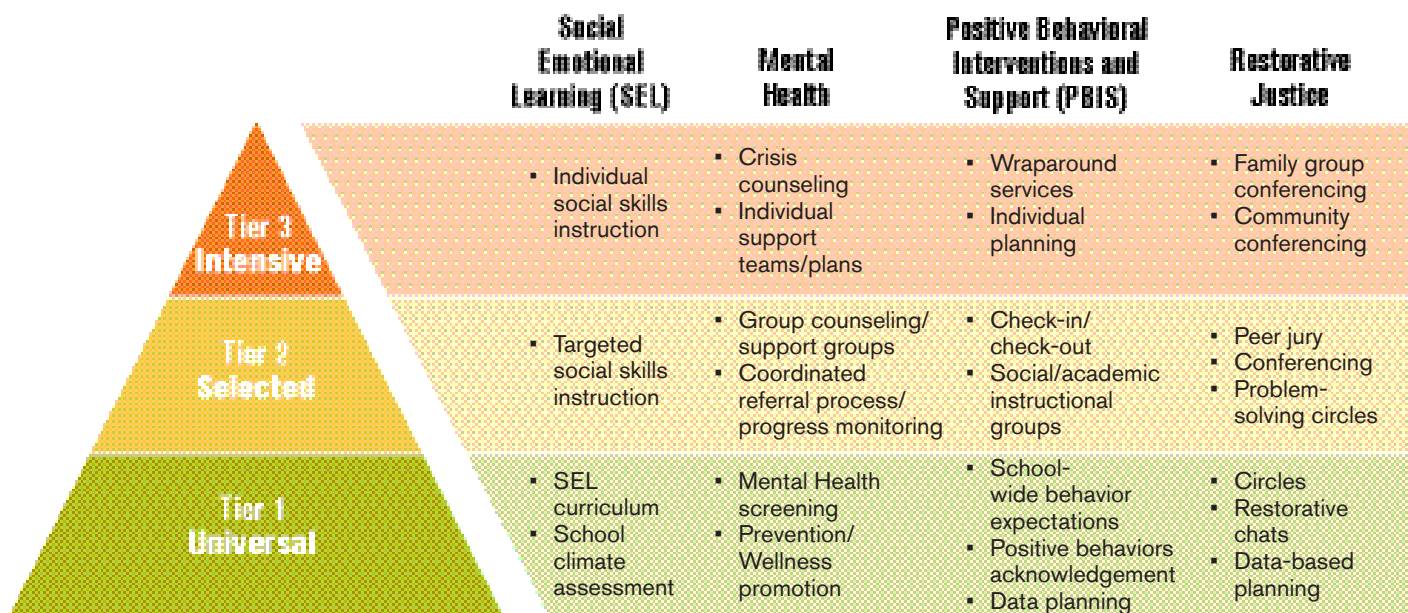 Social
Emotional
Learning (SEL)
Mental
Health
Positive Behavioral
Interventions and
Support (PBIS)
Restorative
Justice
Tier 3
Intensive
▪ Individual
social skills
instruction
▪ Crisis
counseling
▪ Individual
support
teams/plans
▪ Wraparound
services
▪ Individual
planning
▪ Family group
conferencing
▪ Community
conferencing
Tier 2
Selected
▪ Targeted
social skills
instruction
▪ Group counseling/
support groups
▪ Coordinated
referral process/
progress monitoring
▪ Check-in/
check-out
▪ Social/academic
instructional
groups
▪ Peer jury
▪ Conferencing
▪ Problem-
solving circles
Tier 1
Universal
▪ SEL
curriculum
▪ School
climate
assessment
▪ Mental Health
screening
▪ Prevention/
Wellness
promotion
▪ School-
wide behavior
expectations
▪ Positive behaviors
acknowledgement
▪ Data planning
▪ Circles
▪ Restorative
chats
▪ Data-based
planning